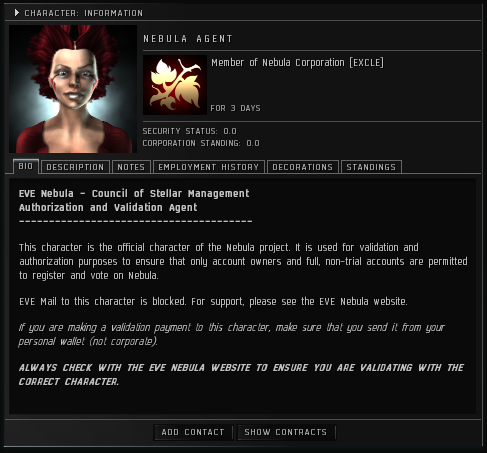 CHARACTER: INFORMATION
NEBULA AGENT
Member of Nebula Corporation [EXCLE]
FOR 3 DAYS
SECURITY STATUS: 0.0
CORPORATION STANDING: 0.0
BIO DESCRIPTION NOTES EMPLOYMENT HISTORY DECORATIONS STANDINGS
EVE Nebula - Council of Stellar Management
Authorization and Validation Agent
----------------------------------------
This character is the official character of the Nebula project. It is used for validation and
authorization purposes to ensure that only account owners and full, non-trial accounts are permitted
to register and vote on Nebula.
EVE Mail to this character is blocked. For support, please see the EVE Nebula website.
If you are making a validation payment to this character, make sure that you send it from your
personal wallet (not corporate).
ALWAYS CHECK WITH THE EVE NEBULA WEBSITE TO ENSURE YOU ARE VALIDATING WITH THE
CORRECT CHARACTER.
ADD CONTACT SHOW CONTRACTS